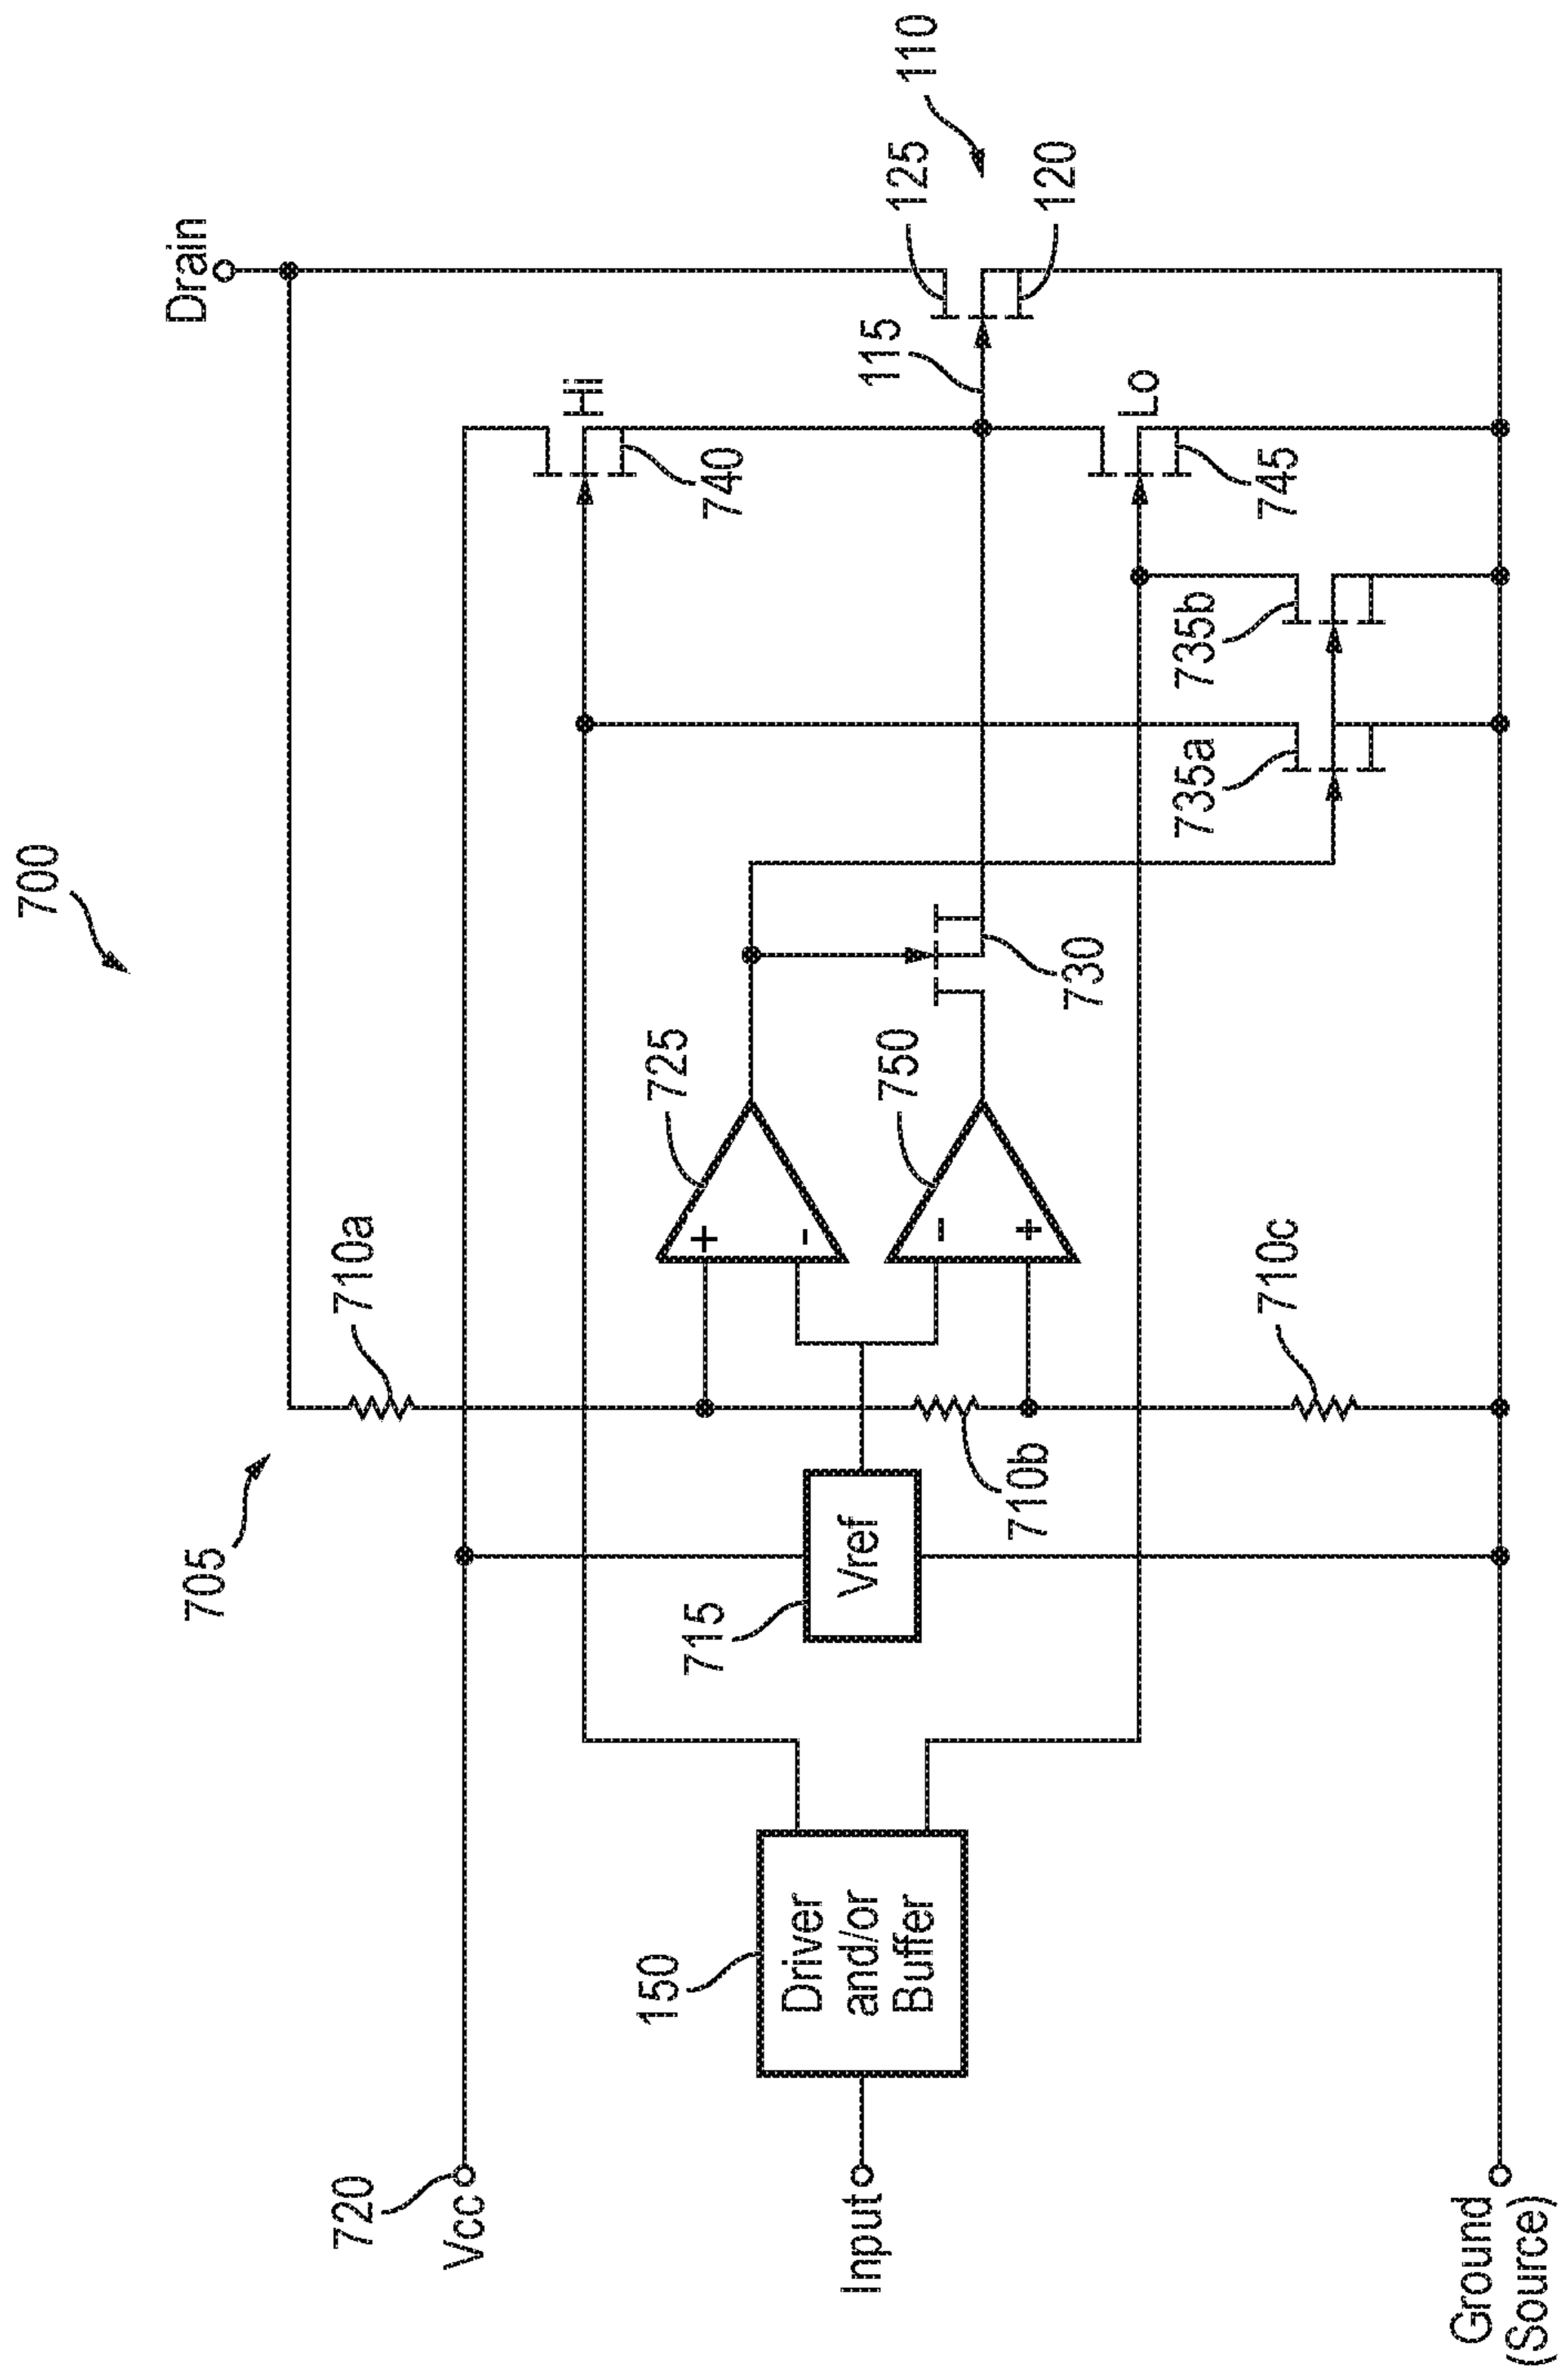 700
705
Drain
710a
Hi
740
110
125
115
120
720
Vcc
725
+
-
715
Vref
750
-
+
730
Lo
745
735b
735a
150
Driver
and/or
Buffer
Input
710b
710c
Ground
(Source)